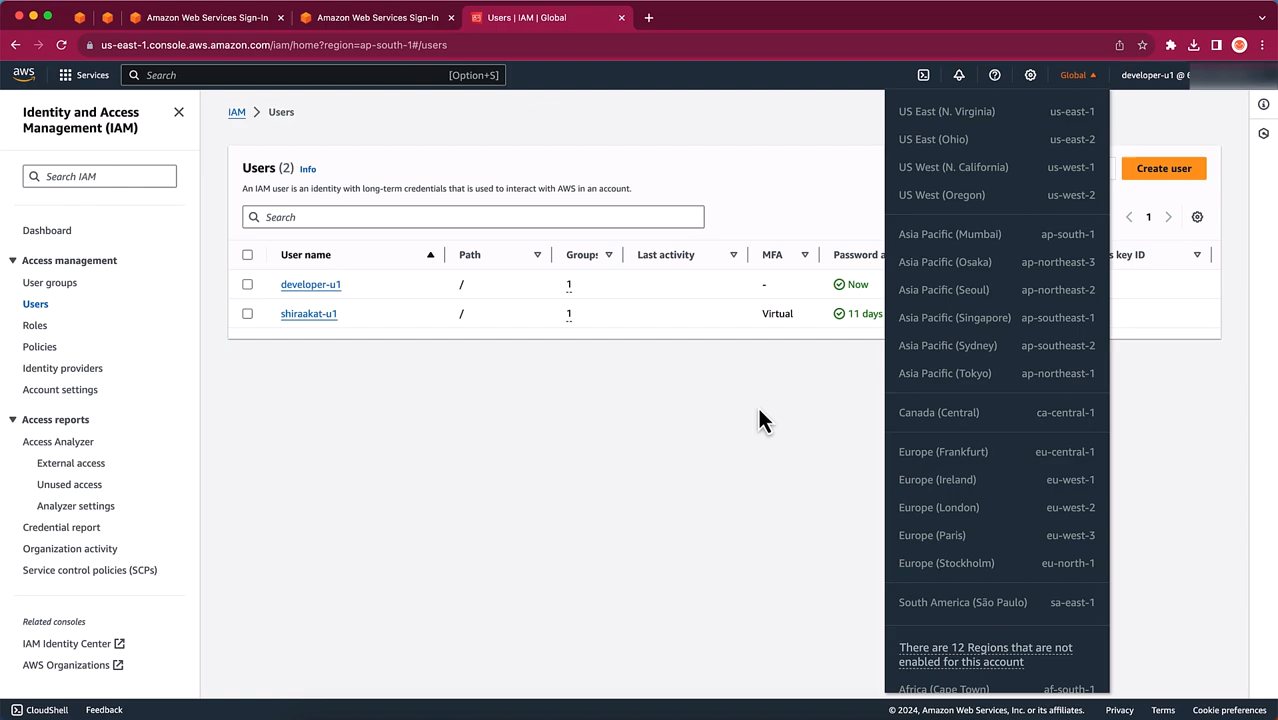 Amazon Web Services Sign-In
Amazon Web Services Sign-In
Users | IAM | Global
us-east-1.console.aws.amazon.com/iam/home?region=ap-south-1#/users
aws
Services
Search
[Option+S]
Global
developer-u1 @
Identity and Access
Management (IAM)
Search IAM
Dashboard
Access management
User groups
Users
Roles
Policies
Identity providers
Account settings
Access reports
Access Analyzer
External access
Unused access
Analyzer settings
Credential report
Organization activity
Service control policies (SCPs)
Related consoles
IAM Identity Center
AWS Organizations
IAM > Users
Users (2) Info
An IAM user is an identity with long-term credentials that is used to interact with AWS in an account.
Create user
Search
1
User name Path Groups Last activity MFA Password a s key ID
developer-u1 / 1 - Now
shiraakat-u1 / 1 Virtual 11 days
US East (N. Virginia) us-east-1
US East (Ohio) us-east-2
US West (N. California) us-west-1
US West (Oregon) us-west-2
Asia Pacific (Mumbai) ap-south-1
Asia Pacific (Osaka) ap-northeast-3
Asia Pacific (Seoul) ap-northeast-2
Asia Pacific (Singapore) ap-southeast-1
Asia Pacific (Sydney) ap-southeast-2
Asia Pacific (Tokyo) ap-northeast-1
Canada (Central) ca-central-1
Europe (Frankfurt) eu-central-1
Europe (Ireland) eu-west-1
Europe (London) eu-west-2
Europe (Paris) eu-west-3
Europe (Stockholm) eu-north-1
South America (São Paulo) sa-east-1
There are 12 Regions that are not
enabled for this account
Africa (Cape Town) af-south-1
CloudShell
Feedback
© 2024, Amazon Web Services, Inc. or its affiliates.
Privacy
Terms
Cookie preferences